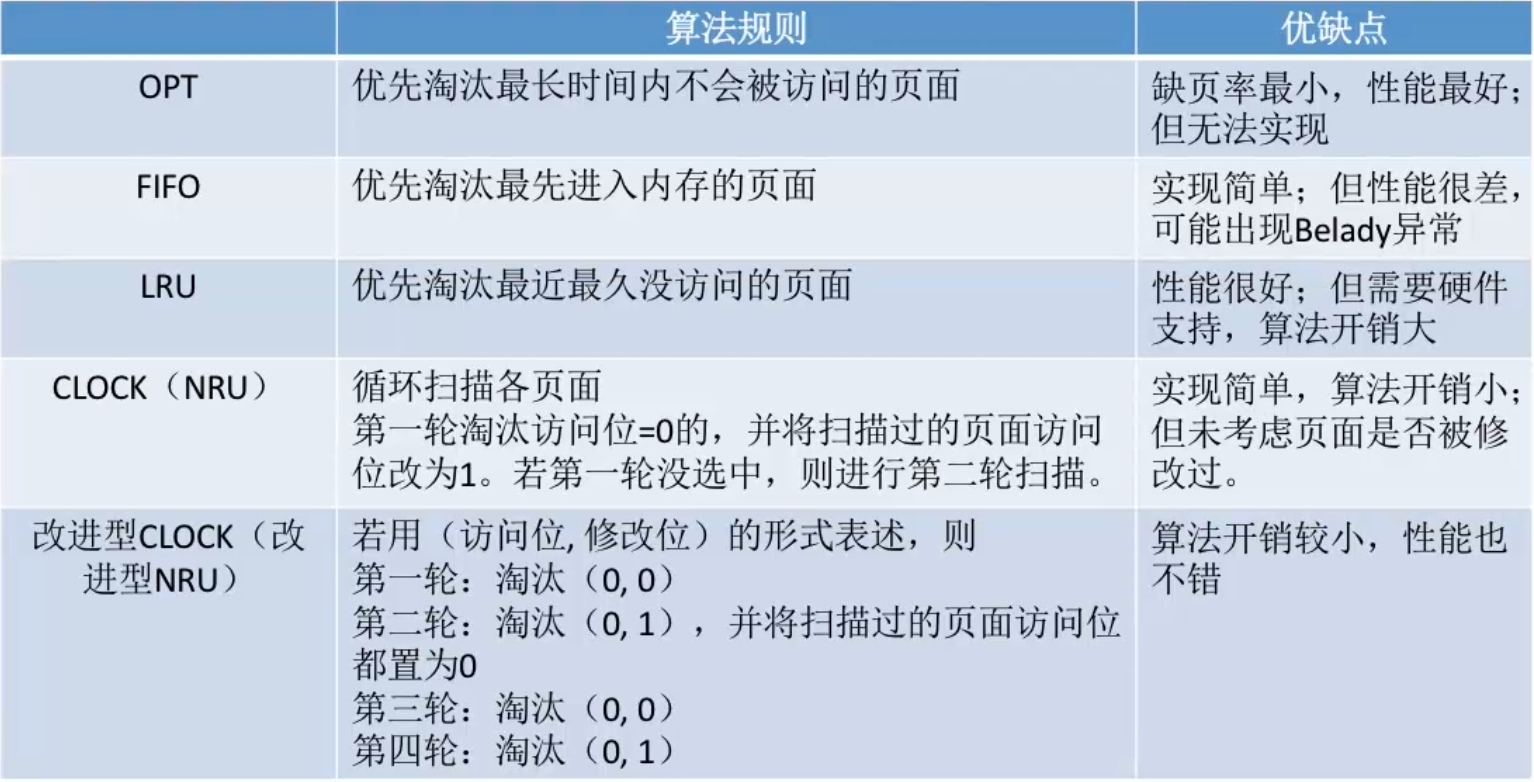 算法规则
优缺点
OPT
优先淘汰最长时间内不会被访问的页面
缺页率最小，性能最好；
但无法实现
FIFO
优先淘汰最先进入内存的页面
实现简单；但性能很差，
可能出现Belady异常
LRU
优先淘汰最近最久没访问的页面
性能很好；但需要硬件
支持，算法开销大
CLOCK（NRU）
循环扫描各页面
第一轮淘汰访问位=0的，并将扫描过的页面访问
位改为1。若第一轮没选中，则进行第二轮扫描。
实现简单，算法开销小；
但未考虑页面是否被修
改过。
改进型CLOCK（改
进型NRU）
若用（访问位, 修改位）的形式表述，则
第一轮：淘汰（0, 0）
第二轮：淘汰（0, 1），并将扫描过的页面访问位
都置为0
第三轮：淘汰（0, 0）
第四轮：淘汰（0, 1）
算法开销较小，性能也
不错